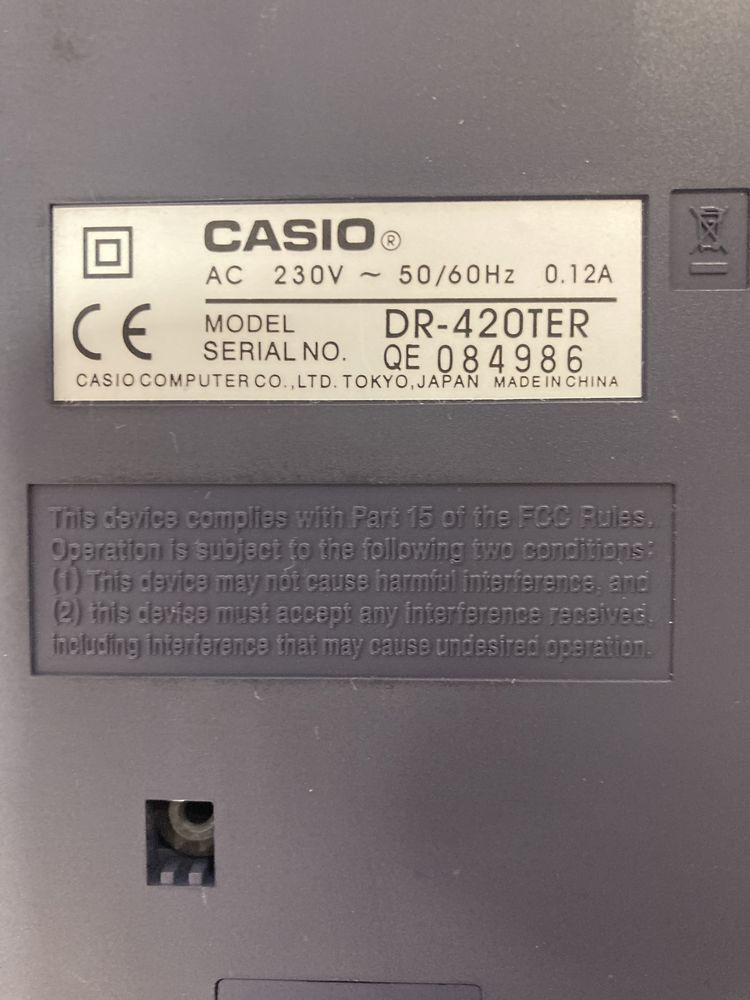 CASIO®
AC 230V ~ 50/60Hz 0.12A
CE
MODEL DR-420TER
SERIAL NO. QE 084986
CASIO COMPUTER CO.,LTD. TOKYO,JAPAN MADE IN CHINA
This device complies with Part 15 of the FCC Rules.
Operation is subject to the following two conditions:
(1) This device may not cause harmful interference, and
(2) this device must accept any interference received,
including interference that may cause undesired operation.